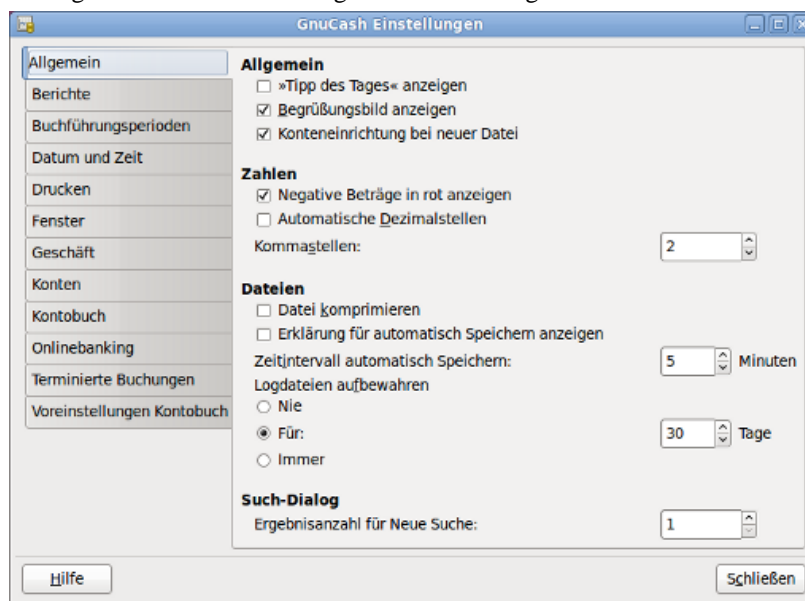 GnuCash Einstellungen
Allgemein
Berichte
Buchführungsperioden
Datum und Zeit
Drucken
Fenster
Geschäft
Konten
Kontobuch
Onlinebanking
Terminierte Buchungen
Voreinstellungen Kontobuch
Allgemein
»Tipp des Tages« anzeigen
Begrüßungsbild anzeigen
Konteneinrichtung bei neuer Datei
Zahlen
Negative Beträge in rot anzeigen
Automatische Dezimalstellen
Kommastellen: 2
Dateien
Datei komprimieren
Erklärung für automatisch Speichern anzeigen
Zeitintervall automatisch Speichern: 5 Minuten
Logdateien aufbewahren
Nie
Für: 30 Tage
Immer
Such-Dialog
Ergebnisanzahl für Neue Suche: 1
Hilfe
Schließen